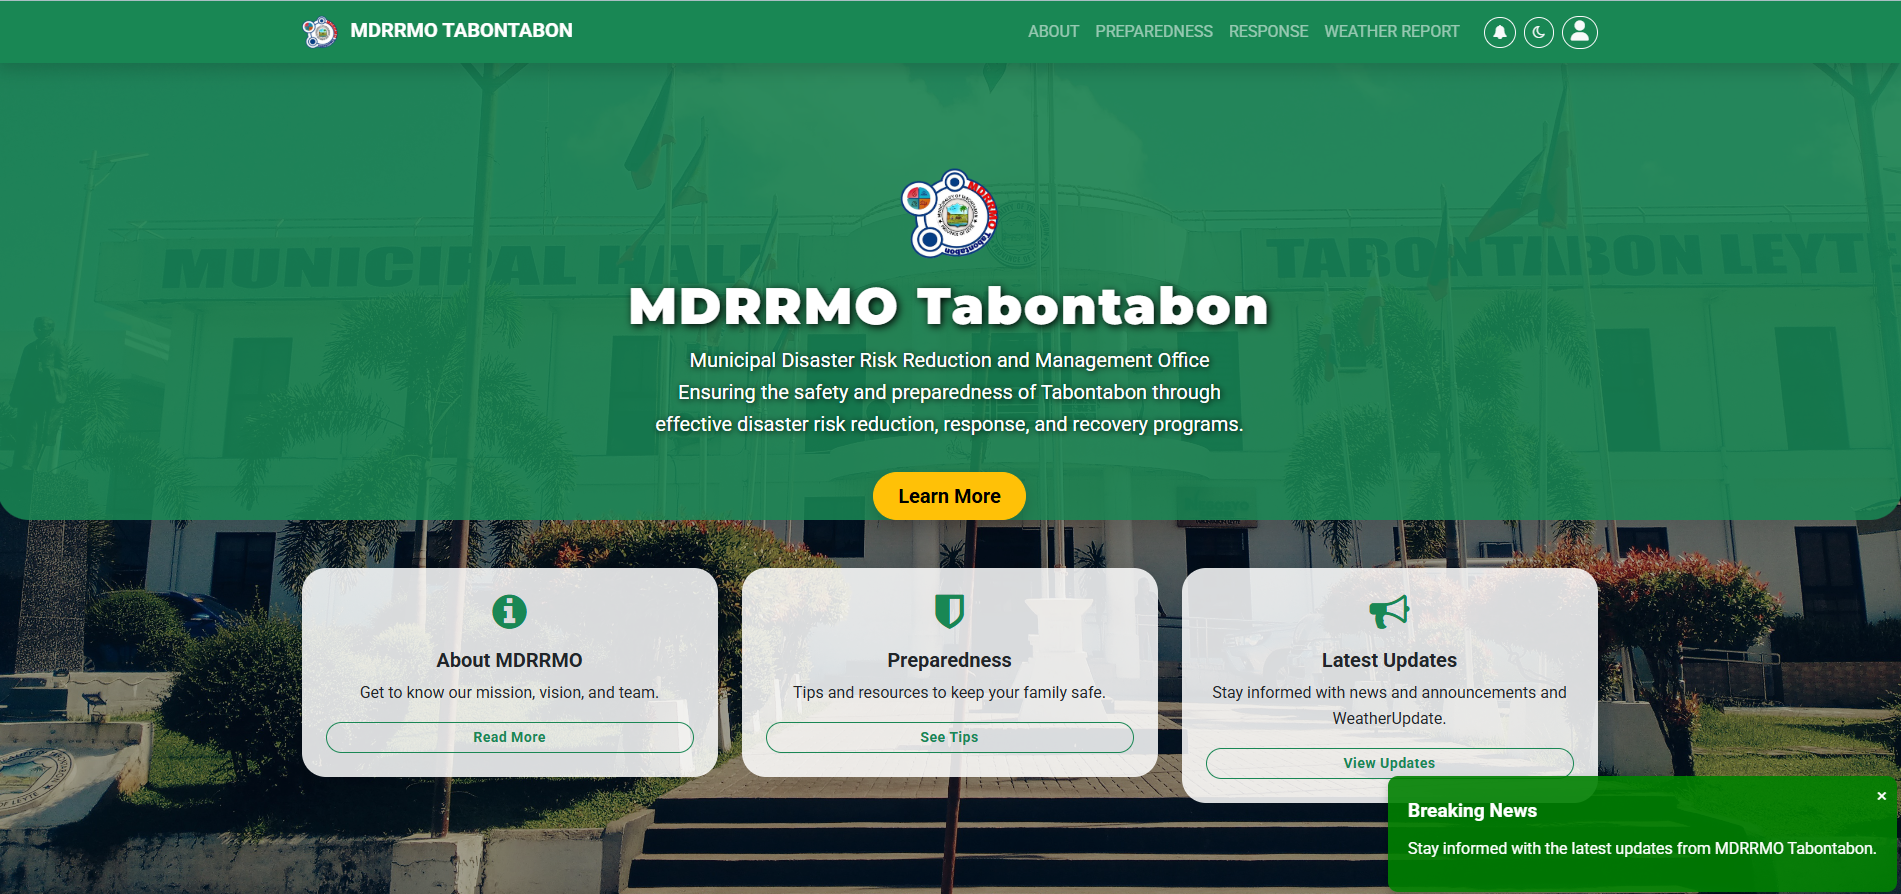 MDRRMO TABONTABON
ABOUT PREPAREDNESS RESPONSE WEATHER REPORT
MDRRMO
Tabontabon
MUNICIPAL HALL
TABONTABON LEYTE
MDRRMO Tabontabon
Municipal Disaster Risk Reduction and Management Office
Ensuring the safety and preparedness of Tabontabon through
effective disaster risk reduction, response, and recovery programs.
Learn More
About MDRRMO
Get to know our mission, vision, and team.
Read More
Preparedness
Tips and resources to keep your family safe.
See Tips
Latest Updates
Stay informed with news and announcements and
WeatherUpdate.
View Updates
Breaking News
×
Stay informed with the latest updates from MDRRMO Tabontabon.